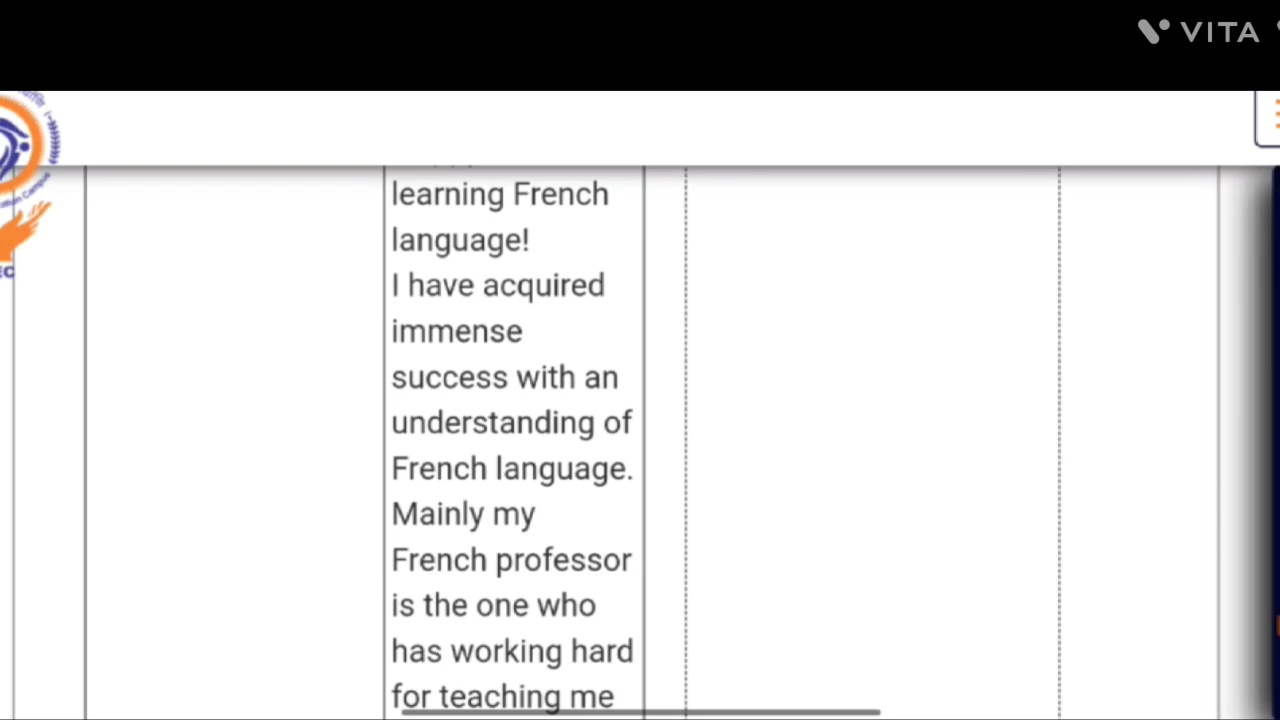 VITA
learning French
language!
I have acquired
immense
success with an
understanding of
French language.
Mainly my
French professor
is the one who
has working hard
for teaching me